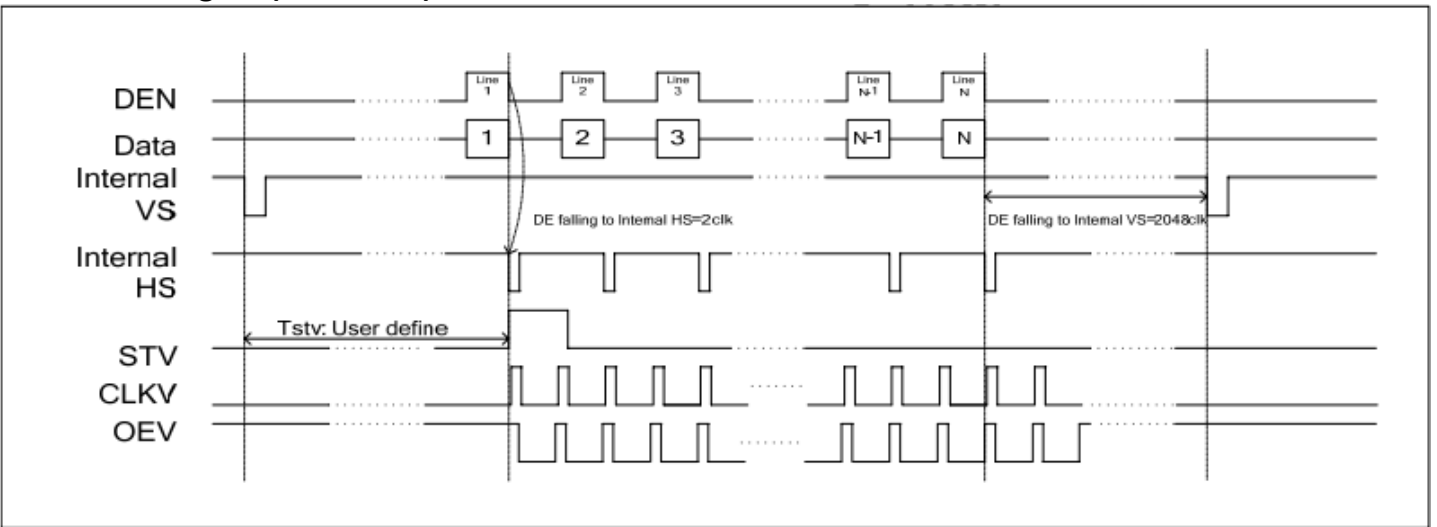 DEN
Line 1
Line 2
Line 3
Line N-1
Line N
Data
1
2
3
N-1
N
Internal VS
DE falling to Internal HS=2clk
DE falling to Internal VS=2048clk
Internal HS
Tstv: User define
STV
CLKV
OEV